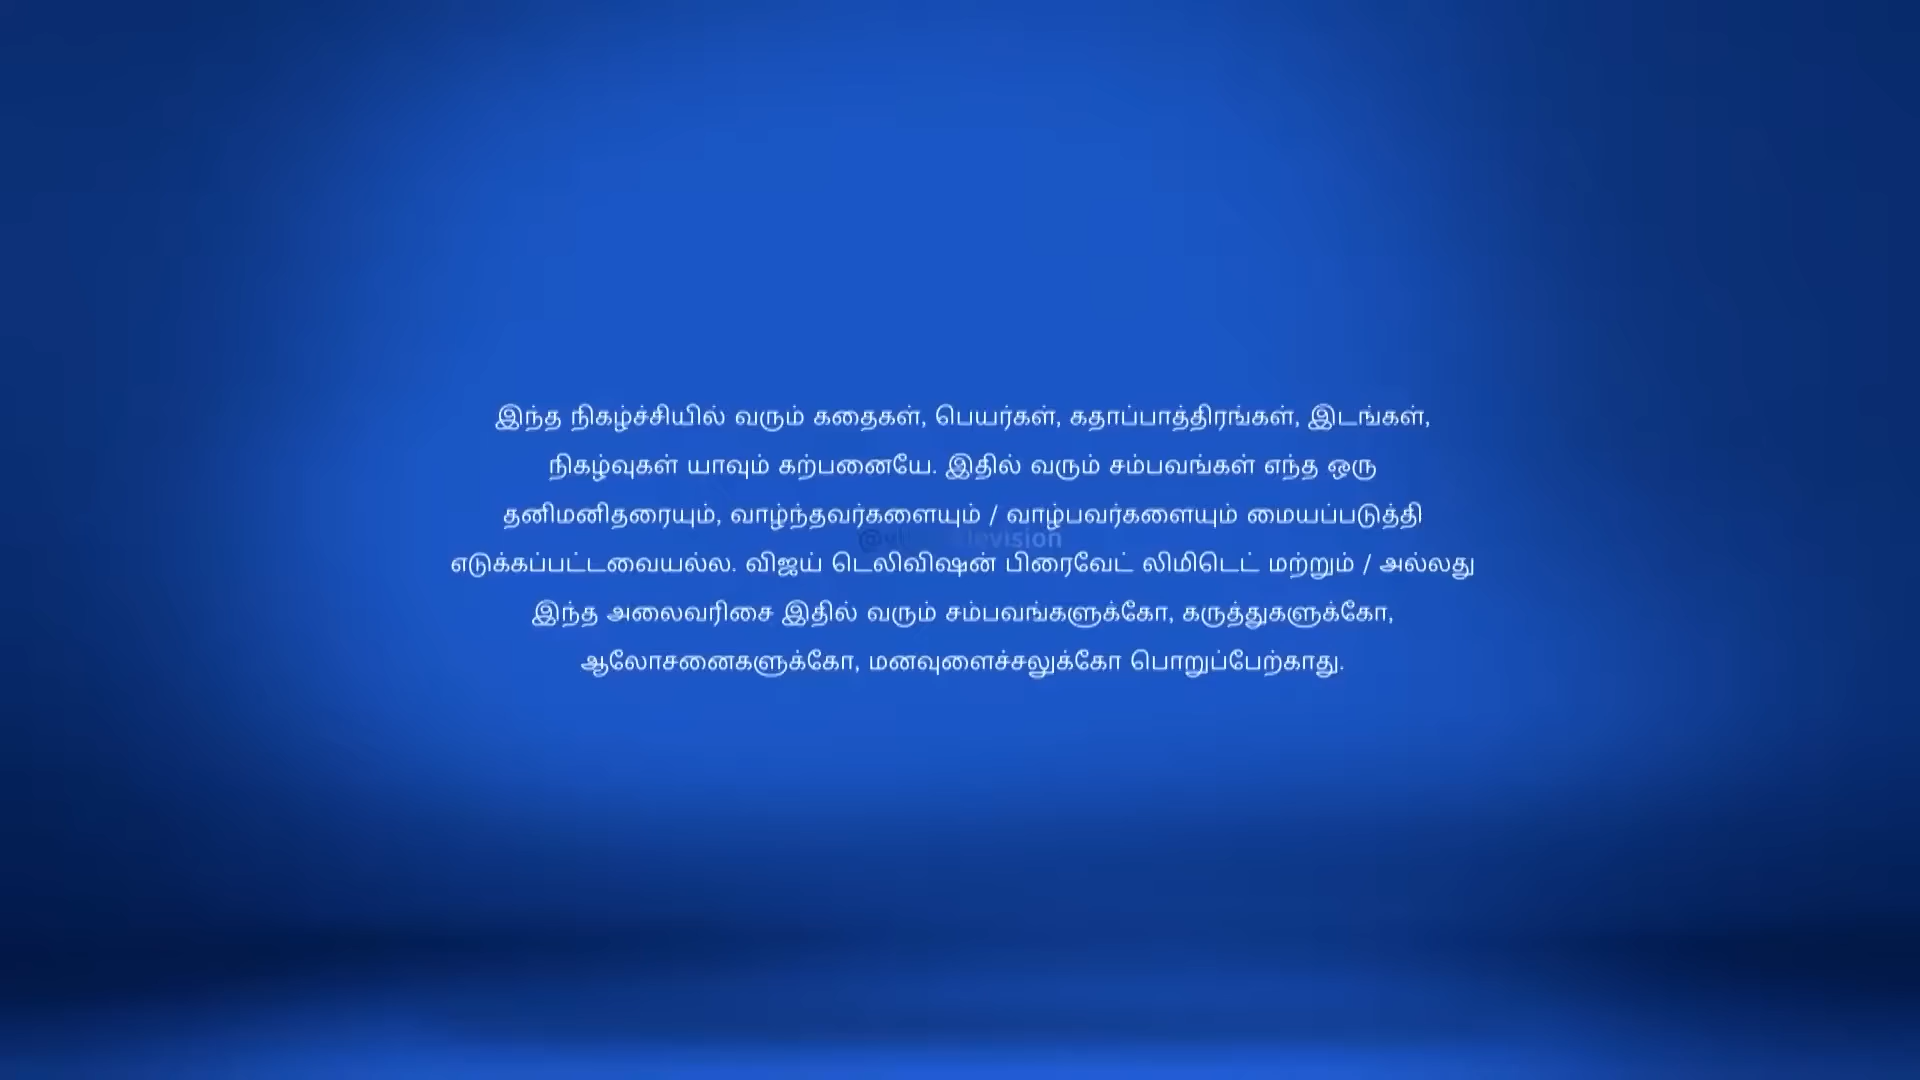 இந்த நிகழ்ச்சியில் வரும் கதைகள், பெயர்கள், கதாப்பாத்திரங்கள், இடங்கள்,
நிகழ்வுகள் யாவும் கற்பனையே. இதில் வரும் சம்பவங்கள் எந்த ஒரு
தனிமனிதரையும், வாழ்ந்தவர்களையும் / வாழ்பவர்களையும் மையப்படுத்தி
எடுக்கப்பட்டவையல்ல. விஜய் டெலிவிஷன் பிரைவேட் லிமிடெட் மற்றும் / அல்லது
இந்த அலைவரிசை இதில் வரும் சம்பவங்களுக்கோ, கருத்துகளுக்கோ,
ஆலோசனைகளுக்கோ, மனவுளைச்சலுக்கோ பொறுப்பேற்காது.